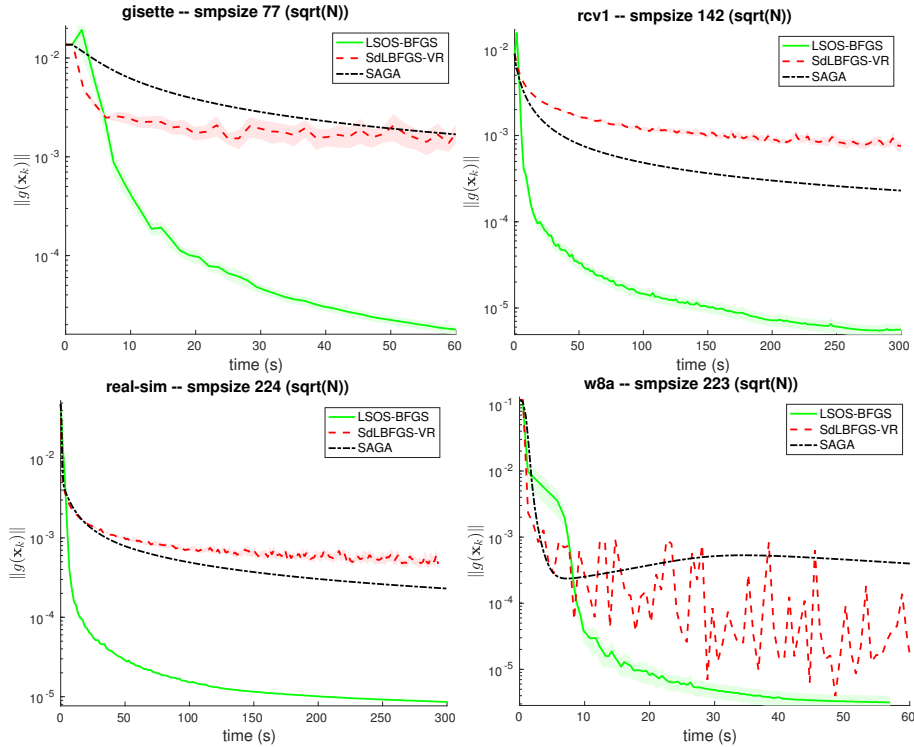 gisette -- smpsize 77 (sqrt(N))
LSOS-BFGS
SdLBFGS-VR
SAGA
10^-2
10^-3
10^-4
||g(x_k)||
0 10 20 30 40 50 60
time (s)
rcv1 -- smpsize 142 (sqrt(N))
LSOS-BFGS
SdLBFGS-VR
SAGA
10^-2
10^-3
10^-4
10^-5
||g(x_k)||
0 50 100 150 200 250 300
time (s)
real-sim -- smpsize 224 (sqrt(N))
LSOS-BFGS
SdLBFGS-VR
SAGA
10^-2
10^-3
10^-4
10^-5
||g(x_k)||
0 50 100 150 200 250 300
time (s)
w8a -- smpsize 223 (sqrt(N))
LSOS-BFGS
SdLBFGS-VR
SAGA
10^-1
10^-2
10^-3
10^-4
10^-5
||g(x_k)||
0 10 20 30 40 50 60
time (s)